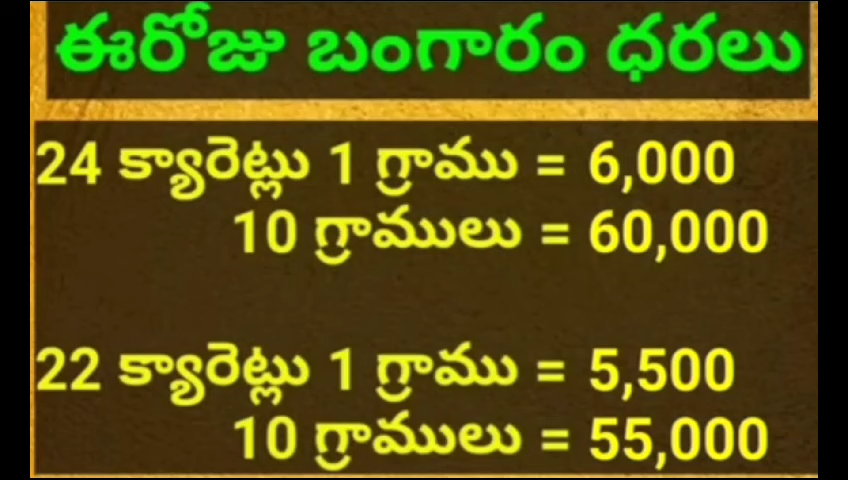 ఈరోజు బంగారం ధరలు
24 క్యారెట్లు 1 గ్రాము = 6,000
10 గ్రాములు = 60,000
22 క్యారెట్లు 1 గ్రాము = 5,500
10 గ్రాములు = 55,000